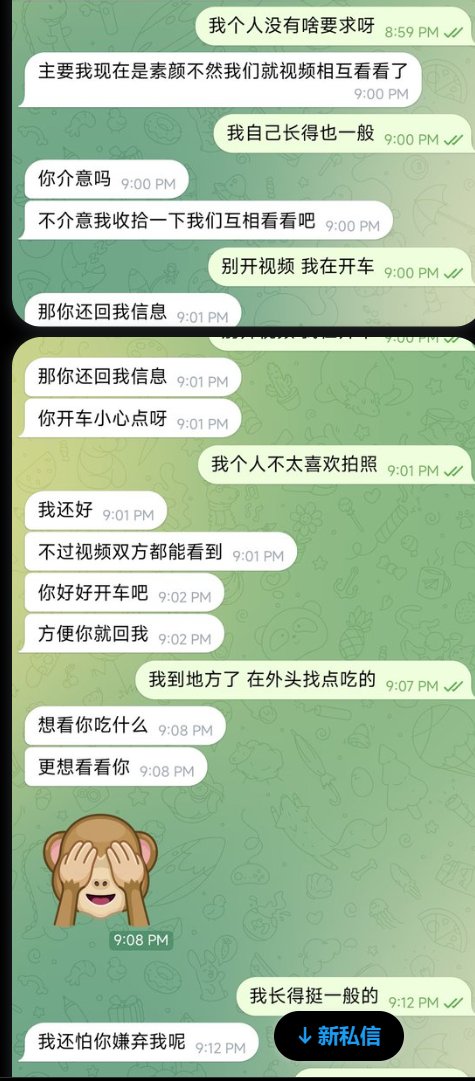 我个人没有啥要求呀 8:59 PM
主要我现在是素颜不然我们就视频相互看看了
9:00 PM
我自己长得也一般 9:00 PM
你介意吗 9:00 PM
不介意我收拾一下我们互相看看吧 9:00 PM
别开视频 我在开车 9:00 PM
那你还回我信息 9:01 PM
9:00 PM
那你还回我信息 9:01 PM
你开车小心点呀 9:01 PM
我个人不太喜欢拍照 9:01 PM
我还好 9:01 PM
不过视频双方都能看到 9:01 PM
你好好开车吧 9:02 PM
方便你就回我 9:02 PM
我到地方了 在外头找点吃的 9:07 PM
想看你吃什么 9:08 PM
更想看看你 9:08 PM
9:08 PM
我长得挺一般的 9:12 PM
↓ 新私信
我还怕你嫌弃我呢 9:12 PM